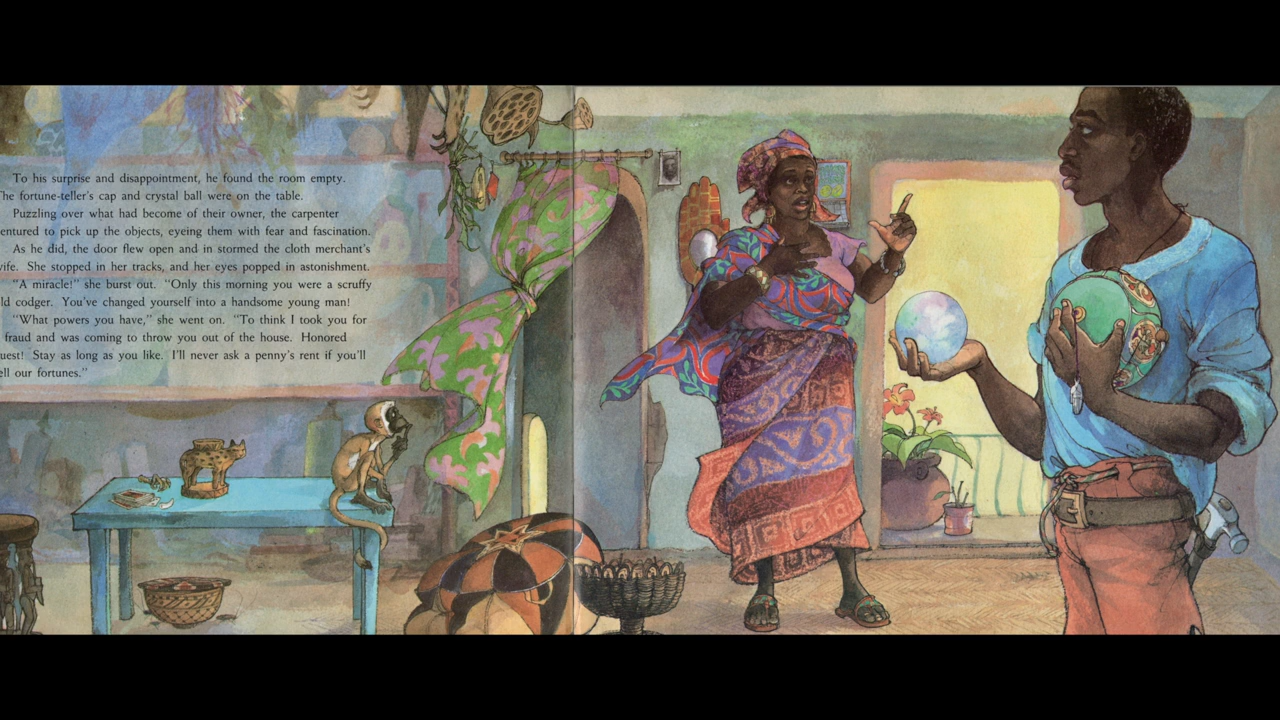 To his surprise and disappointment, he found the room empty.
The fortune-teller's cap and crystal ball were on the table.
Puzzling over what had become of their owner, the carpenter
entured to pick up the objects, eyeing them with fear and fascination.
As he did, the door flew open and in stormed the cloth merchant's
wife. She stopped in her tracks, and her eyes popped in astonishment.
"A miracle!" she burst out. "Only this morning you were a scruffy
ld codger. You've changed yourself into a handsome young man!
"What powers you have," she went on. "To think I took you for
fraud and was coming to throw you out of the house. Honored
uest! Stay as long as you like. I'll never ask a penny's rent if you'll
ell our fortunes."